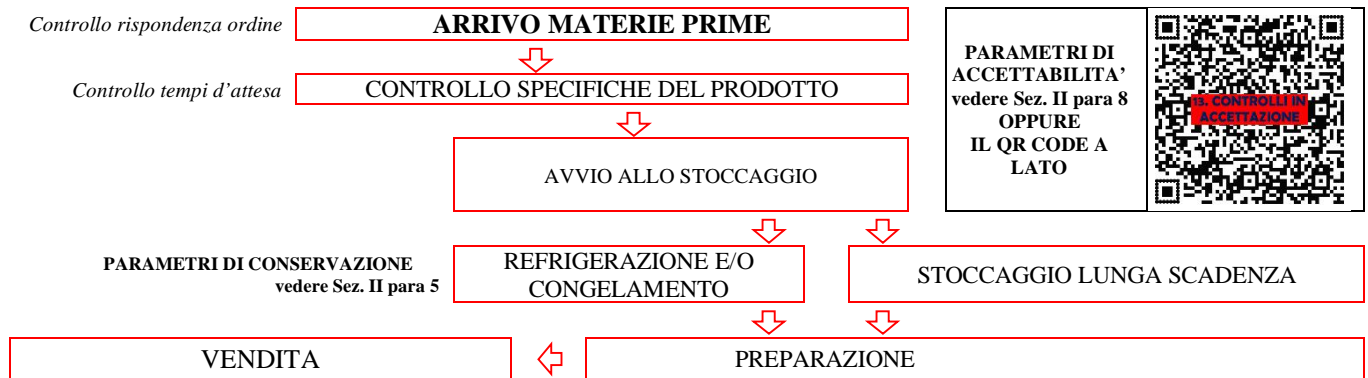 Controllo rispondenza ordine
ARRIVO MATERIE PRIME
Controllo tempi d'attesa
CONTROLLO SPECIFICHE DEL PRODOTTO
AVVIO ALLO STOCCAGGIO
PARAMETRI DI
ACCETTABILITA'
vedere Sez. II para 8
OPPURE
IL QR CODE A
LATO
13. CONTROLLI IN
ACCETTAZIONE
PARAMETRI DI CONSERVAZIONE
vedere Sez. II para 5
REFRIGERAZIONE E/O
CONGELAMENTO
STOCCAGGIO LUNGA SCADENZA
VENDITA
PREPARAZIONE